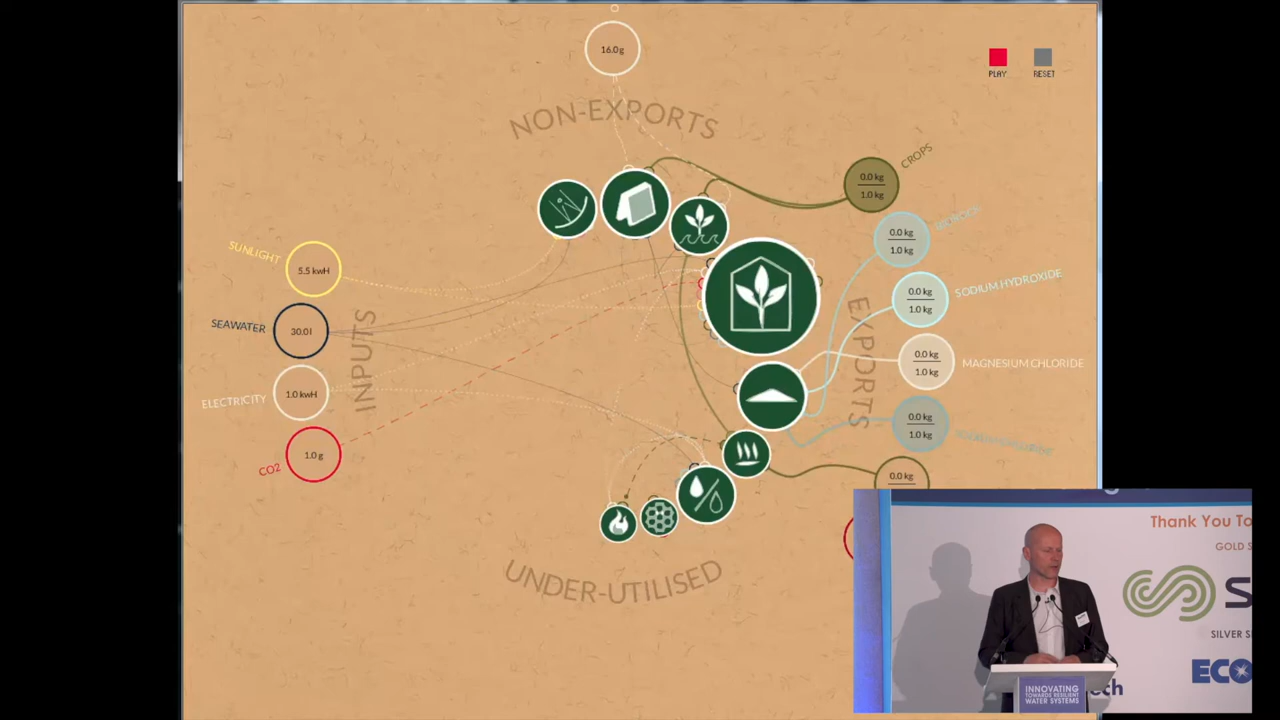 16.0 g
PLAY
RESET
NON-EXPORTS
CROPS
0.0 kg
1.0 kg
0.0 kg
1.0 kg
SUNLIGHT
5.5 kwH
SODIUM HYDROXIDE
0.0 kg
1.0 kg
SEAWATER
30.0 l
INPUTS
EXPORTS
0.0 kg
1.0 kg
MAGNESIUM CHLORIDE
ELECTRICITY
1.0 kwH
0.0 kg
1.0 kg
CO2
1.0 g
0.0 kg
UNDER-UTILISED
Thank You To
GOLD S
S
SILVER S
ECO
ech
INNOVATING
TOWARDS RESILIENT
WATER SYSTEMS